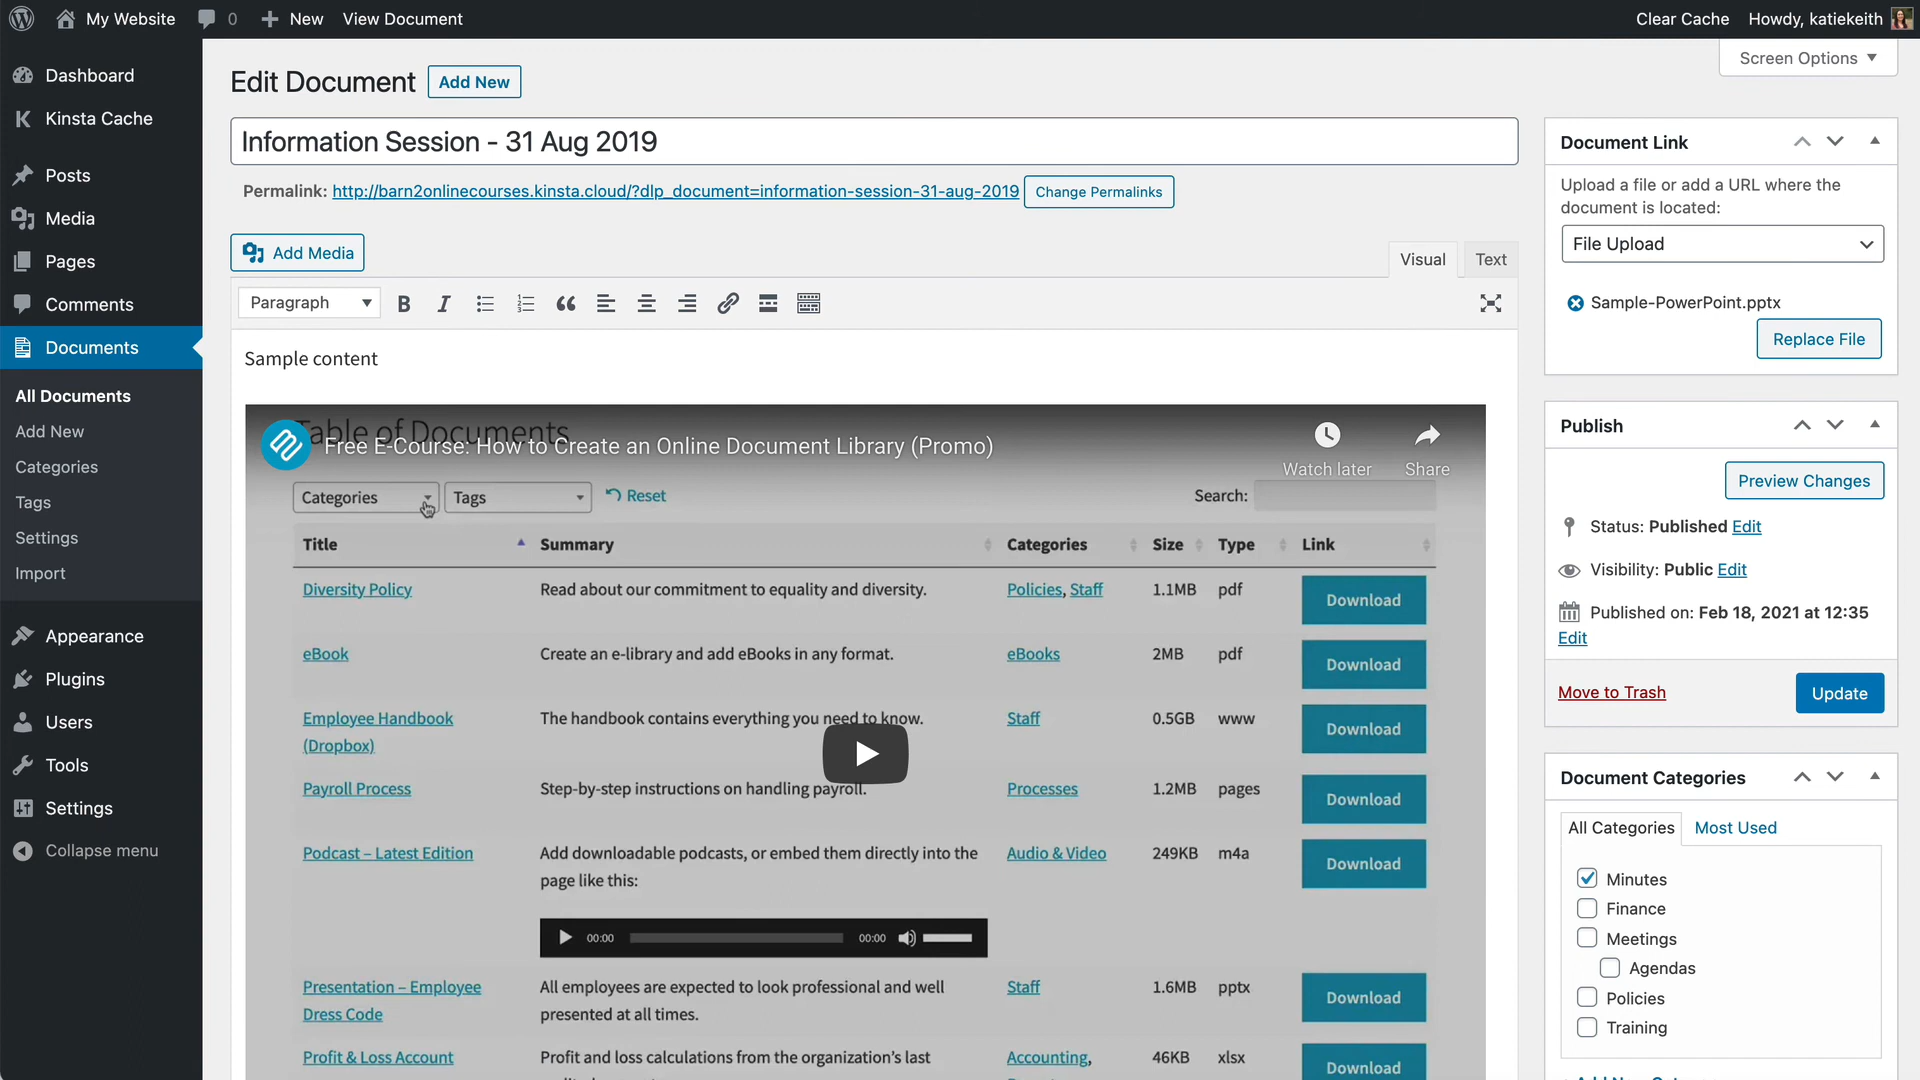 My Website
0
New
View Document
Clear Cache
Howdy, katiekeith
Dashboard
Kinsta Cache
Posts
Media
Pages
Comments
Documents
All Documents
Add New
Categories
Tags
Settings
Import
Appearance
Plugins
Users
Tools
Settings
Collapse menu
Screen Options
Edit Document
Add New
Information Session - 31 Aug 2019
Permalink: http://barn2onlinecourses.kinsta.cloud/?dlp_document=information-session-31-aug-2019 Change Permalinks
Add Media
Visual
Text
Paragraph
Sample content
Table of Documents
Free E-Course: How to Create an Online Document Library (Promo)
Watch later
Share
Categories
Tags
Reset
Search:
Title Summary Categories Size Type Link
Diversity Policy Read about our commitment to equality and diversity. Policies, Staff 1.1MB pdf Download
eBook Create an e-library and add eBooks in any format. eBooks 2MB pdf Download
Employee Handbook The handbook contains everything you need to know. Staff 0.5GB www Download
(Dropbox)
Payroll Process Step-by-step instructions on handling payroll. Processes 1.2MB pages Download
Podcast – Latest Edition Add downloadable podcasts, or embed them directly into the Audio & Video 249KB m4a Download
page like this:
00:00 00:00
Presentation – Employee All employees are expected to look professional and well Staff 1.6MB pptx Download
Dress Code presented at all times.
Profit & Loss Account Profit and loss calculations from the organization's last Accounting, 46KB xlsx Download
Document Link
Upload a file or add a URL where the
document is located:
File Upload
Sample-PowerPoint.pptx
Replace File
Publish
Preview Changes
Status: Published Edit
Visibility: Public Edit
Published on: Feb 18, 2021 at 12:35
Edit
Move to Trash
Update
Document Categories
All Categories
Most Used
Minutes
Finance
Meetings
Agendas
Policies
Training